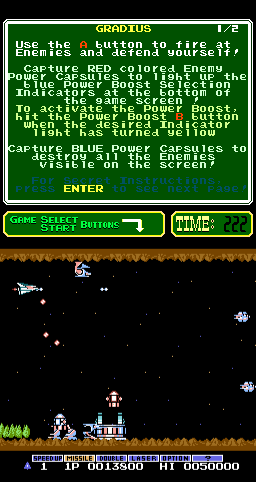 GRADIUS 1/2
Use the A button to fire at
Enemies and defend yourself!
Capture RED colored Enemy
Power Capsules to light up the
blue Power Boost Selection
Indicators at the bottom of
the game screen !
To activate the Power Boost,
hit the Power Boost B button
when the desired Indicator
light has turned yellow
Capture BLUE Power Capsules to
destroy all the Enemies
visible on the screen!
For Secret Instructions,
press ENTER to see next page!
GAME SELECT
START BUTTONS
TIME: 222
SPEEDUP MISSILE DOUBLE LASER OPTION ?
1 1P 0013800 HI 0050000